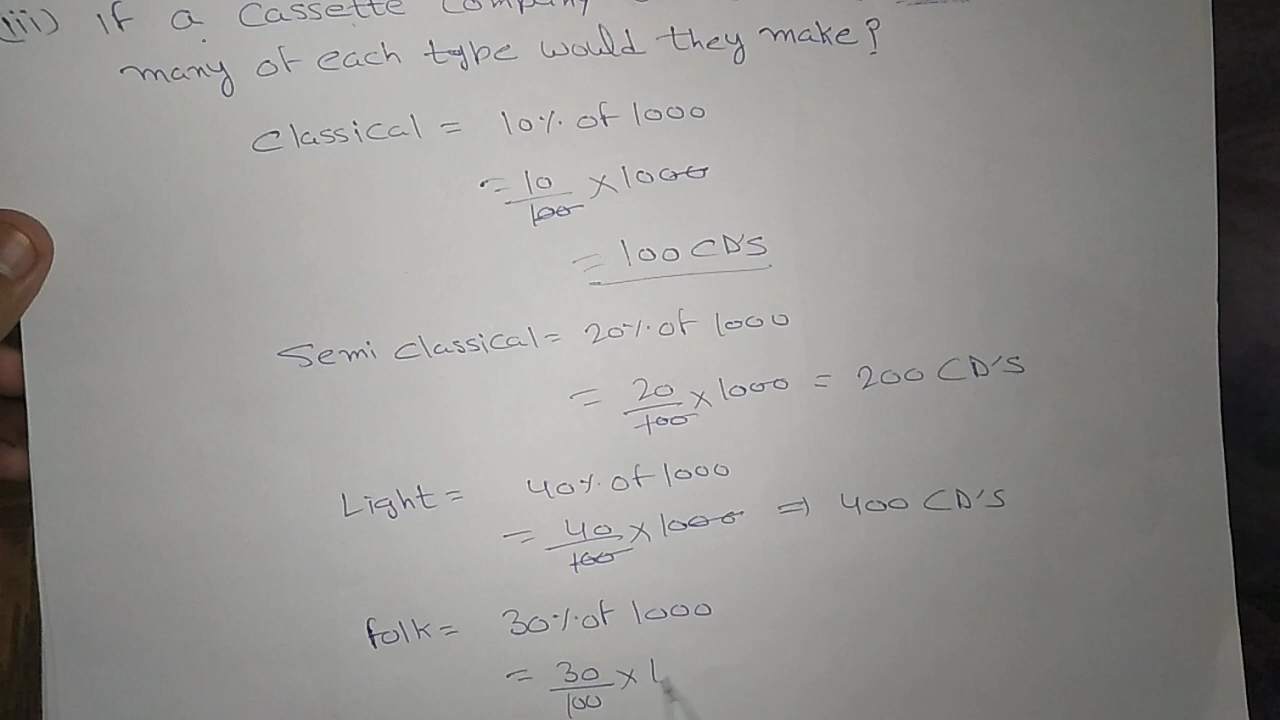 (iii) If a Cassette Company
many of each type would they make?
Classical = 10% of 1000
= 10/100 × 1000
= 100 CD'S
Semi classical = 20% of 1000
= 20/100 × 1000 = 200 CD'S
Light = 40% of 1000
= 40/100 × 1000 ⇒ 400 CD'S
folk = 30% of 1000
= 30/100 × 1